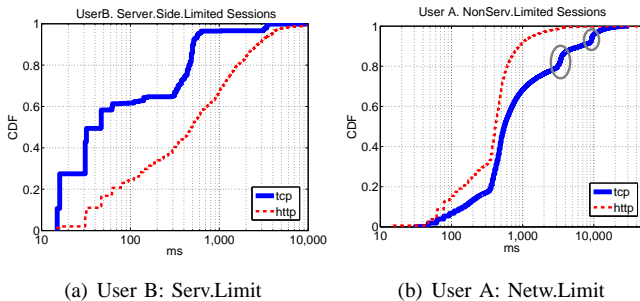 UserB. Server.Side.Limited Sessions
1
0.8
0.6
0.4
0.2
0
CDF
10
100
1,000
10,000
ms
tcp
http
(a) User B: Serv.Limit
User A. NonServ.Limited Sessions
1
0.8
0.6
0.4
0.2
0
CDF
10
100
1,000
10,000
ms
tcp
http
(b) User A: Netw.Limit